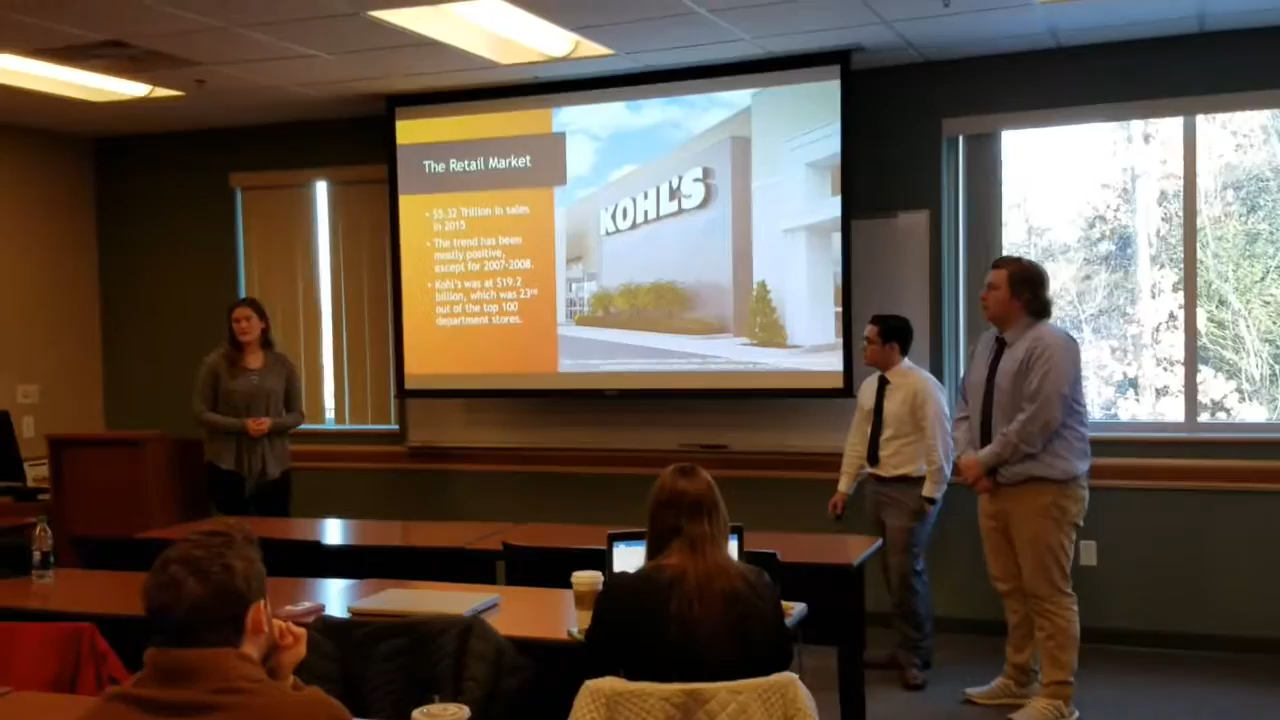 The Retail Market
• $5.32 Trillion in sales
in 2015
• The trend has been
mostly positive,
except for 2007-2008.
• Kohl's was at $19.2
billion, which was 23rd
out of the top 100
department stores.
KOHL'S